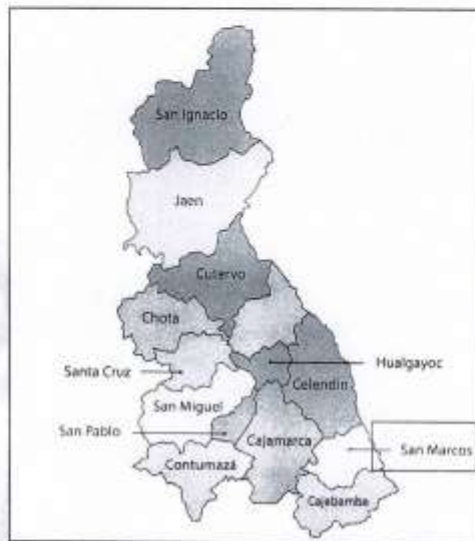 San Ignacio
Jaen
Cutervo
Chota
Hualgayoc
Santa Cruz
Celendín
San Miguel
San Pablo
Cajamarca
San Marcos
Contumazá
Cajabamba